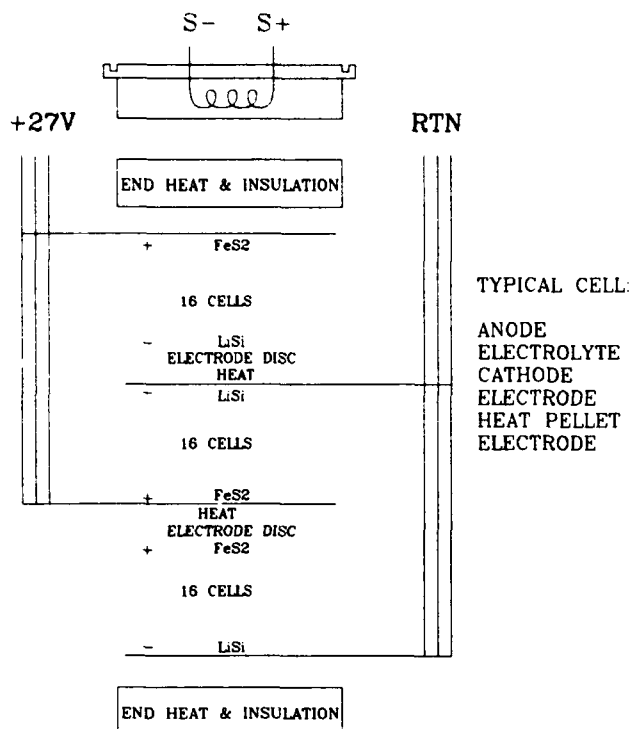 S- S+
+27V RTN
END HEAT & INSULATION
+ FeS2
16 CELLS
- LiSi
ELECTRODE DISC
HEAT
- LiSi
16 CELLS
+ FeS2
HEAT
ELECTRODE DISC
+ FeS2
16 CELLS
- LiSi
END HEAT & INSULATION
TYPICAL CELL:
ANODE
ELECTROLYTE
CATHODE
ELECTRODE
HEAT PELLET
ELECTRODE